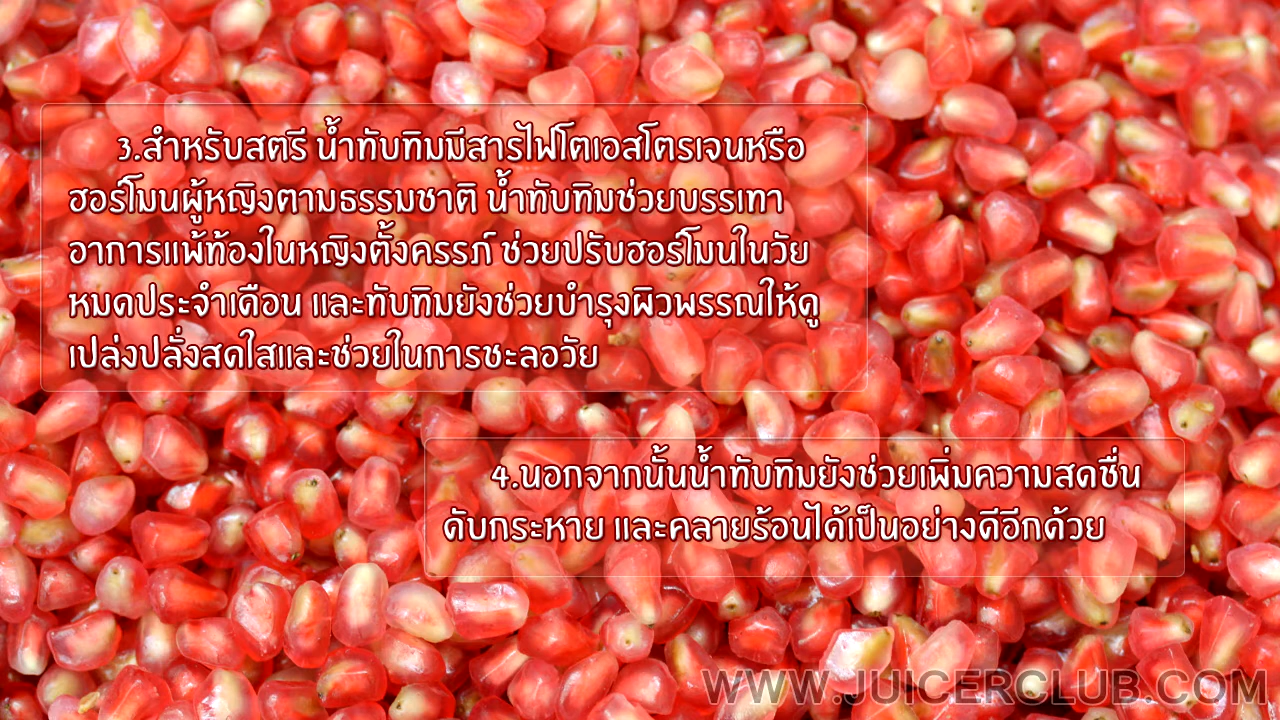 3.สำหรับสตรี น้ำทับทิมมีสารไฟโตเอสโตรเจนหรือ
ฮอร์โมนผู้หญิงตามธรรมชาติ น้ำทับทิมช่วยบรรเทา
อาการแพ้ท้องในหญิงตั้งครรภ์ ช่วยปรับฮอร์โมนในวัย
หมดประจำเดือน และทับทิมยังช่วยบำรุงผิวพรรณให้ดู
เปล่งปลั่งสดใสและช่วยในการชะลอวัย
4.นอกจากนั้นน้ำทับทิมยังช่วยเพิ่มความสดชื่น
ดับกระหาย และคลายร้อนได้เป็นอย่างดีอีกด้วย
WWW.JUICERCLUB.COM